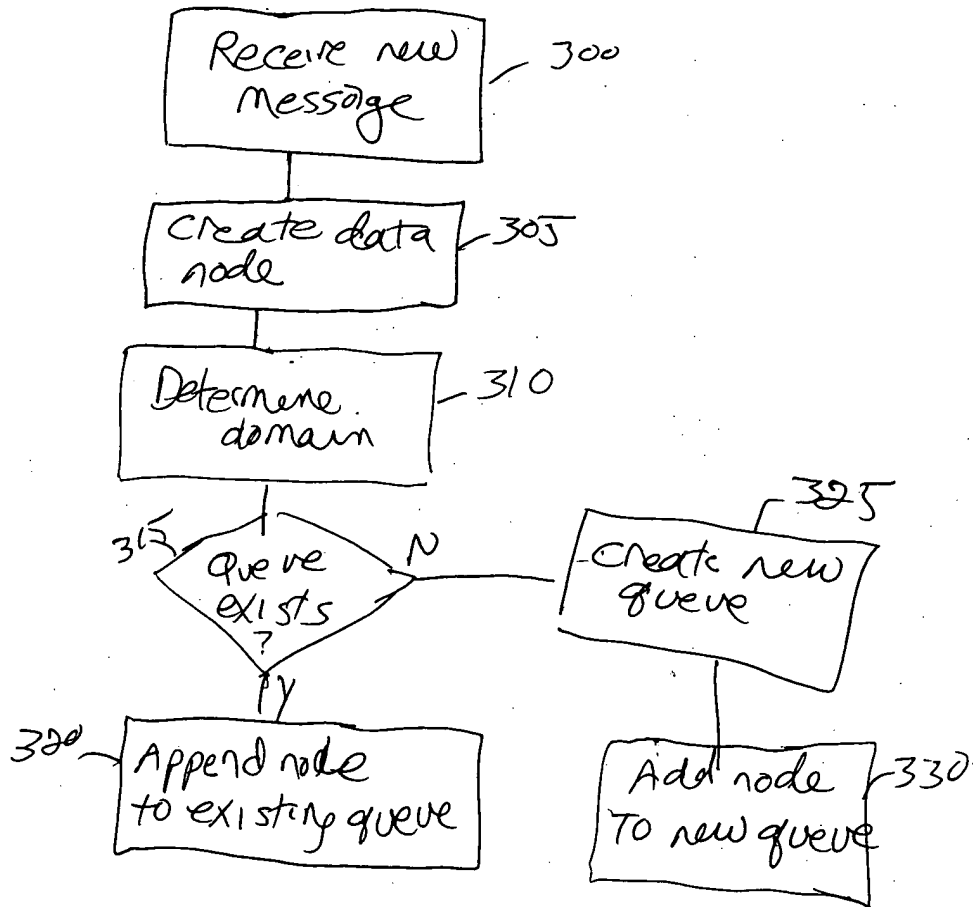 Receive new
message
300
Create data
node
305
Determine
domain
310
315
Queue
exists
?
N
Y
325
Create new
queue
320
Append node
to existing queue
Add node
To new queue
330